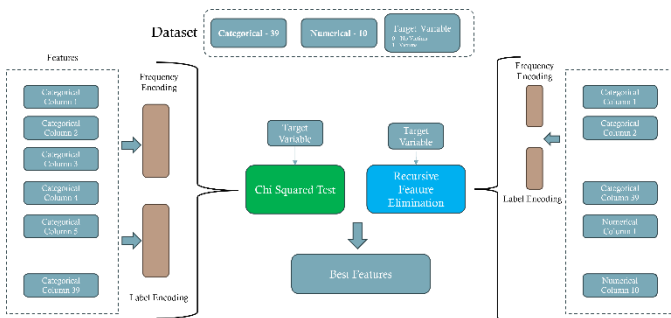 Dataset
Categorical - 39
Numerical - 10
Target Variable
Features
Frequency
Encoding
Categorical
Column 1
Categorical
Column 2
Categorical
Column 3
Categorical
Column 4
Categorical
Column 5
Categorical
Column 39
Label Encoding
Target
Variable
Chi Squared Test
Target
Variable
Recursive
Feature
Elimination
Best Features
Frequency
Encoding
Label Encoding
Categorical
Column 1
Categorical
Column 2
Categorical
Column 39
Numerical
Column 1
Numerical
Column 10